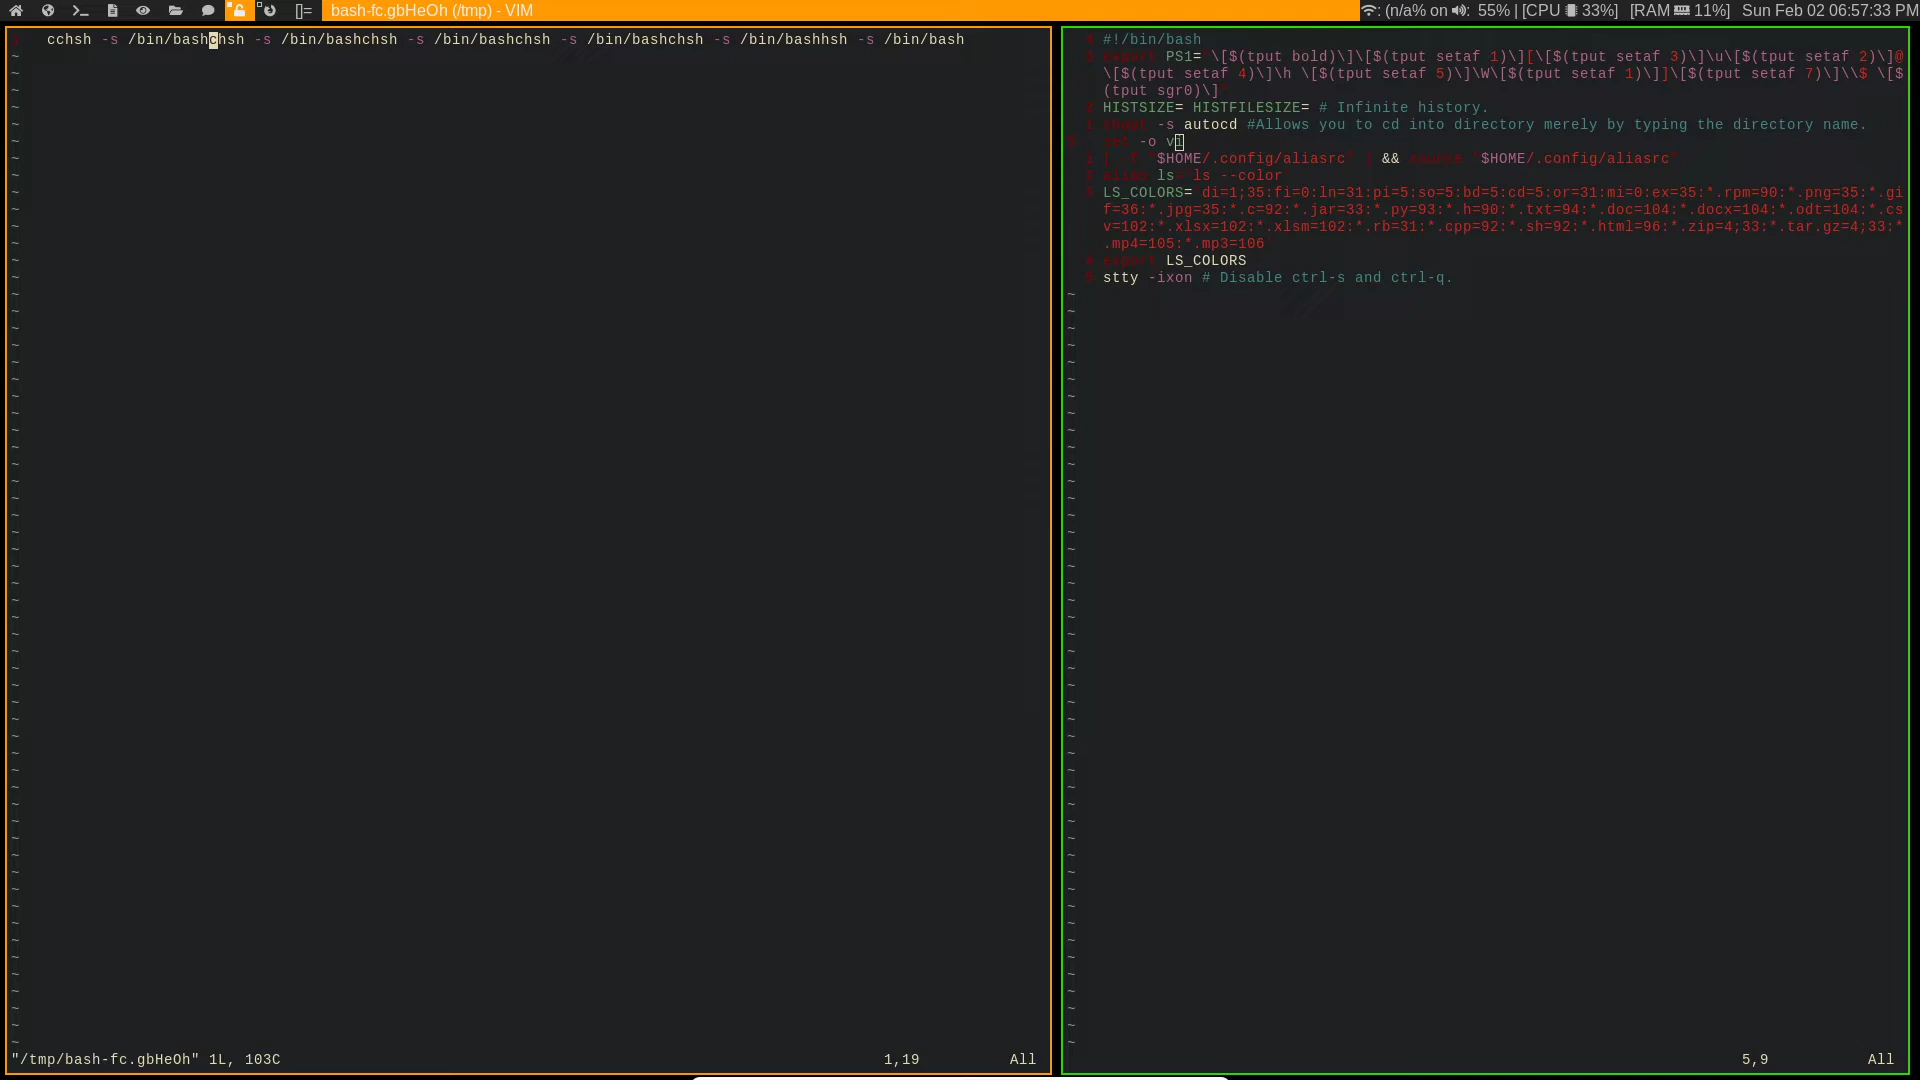 []= bash-fc.gbHeOh (/tmp) - VIM : (n/a% on : 55% | [CPU 33%] [RAM 11%] Sun Feb 02 06:57:33 PM
cchsh -s /bin/bashchsh -s /bin/bashchsh -s /bin/bashchsh -s /bin/bashchsh -s /bin/bashhsh -s /bin/bash
~
"/tmp/bash-fc.gbHeOh" 1L, 103C 1,19 All
#!/bin/bash
export PS1="\[$(tput bold)\]\[$(tput setaf 1)\][\[$(tput setaf 3)\]\u\[$(tput setaf 2)\]@
\[$(tput setaf 4)\]\h \[$(tput setaf 5)\]\W\[$(tput setaf 1)\]]\[$(tput setaf 7)\]\\$ \[$
(tput sgr0)\]"
HISTSIZE= HISTFILESIZE= # Infinite history.
shopt -s autocd #Allows you to cd into directory merely by typing the directory name.
set -o vi
[ -f "$HOME/.config/aliasrc" ] && source "$HOME/.config/aliasrc"
alias ls='ls --color'
LS_COLORS='di=1;35:fi=0:ln=31:pi=5:so=5:bd=5:cd=5:or=31:mi=0:ex=35:*.rpm=90:*.png=35:*.gi
f=36:*.jpg=35:*.c=92:*.jar=33:*.py=93:*.h=90:*.txt=94:*.doc=104:*.docx=104:*.odt=104:*.cs
v=102:*.xlsx=102:*.xlsm=102:*.rb=31:*.cpp=92:*.sh=92:*.html=96:*.zip=4;33:*.tar.gz=4;33:*
.mp4=105:*.mp3=106'
export LS_COLORS
stty -ixon # Disable ctrl-s and ctrl-q.
~
5,9 All